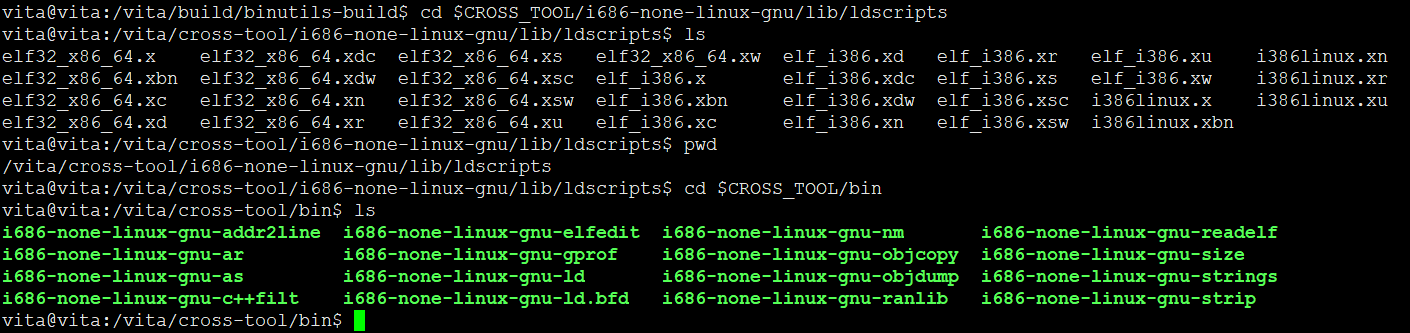 vita@vita:/vita/build/binutils-build$ cd $CROSS_TOOL/i686-none-linux-gnu/lib/ldscripts
vita@vita:/vita/cross-tool/i686-none-linux-gnu/lib/ldscripts$ ls
elf32_x86_64.x    elf32_x86_64.xdc  elf32_x86_64.xs   elf32_x86_64.xw  elf_i386.xd   elf_i386.xr   elf_i386.xu    i386linux.xn
elf32_x86_64.xbn  elf32_x86_64.xdw  elf32_x86_64.xsc  elf_i386.x       elf_i386.xdc  elf_i386.xs   elf_i386.xw    i386linux.xr
elf32_x86_64.xc   elf32_x86_64.xn   elf32_x86_64.xsw  elf_i386.xbn     elf_i386.xdw  elf_i386.xsc  i386linux.x    i386linux.xu
elf32_x86_64.xd   elf32_x86_64.xr   elf32_x86_64.xu   elf_i386.xc      elf_i386.xn   elf_i386.xsw  i386linux.xbn
vita@vita:/vita/cross-tool/i686-none-linux-gnu/lib/ldscripts$ pwd
/vita/cross-tool/i686-none-linux-gnu/lib/ldscripts
vita@vita:/vita/cross-tool/i686-none-linux-gnu/lib/ldscripts$ cd $CROSS_TOOL/bin
vita@vita:/vita/cross-tool/bin$ ls
i686-none-linux-gnu-addr2line  i686-none-linux-gnu-elfedit  i686-none-linux-gnu-nm       i686-none-linux-gnu-readelf
i686-none-linux-gnu-ar         i686-none-linux-gnu-gprof    i686-none-linux-gnu-objcopy  i686-none-linux-gnu-size
i686-none-linux-gnu-as         i686-none-linux-gnu-ld       i686-none-linux-gnu-objdump  i686-none-linux-gnu-strings
i686-none-linux-gnu-c++filt    i686-none-linux-gnu-ld.bfd   i686-none-linux-gnu-ranlib   i686-none-linux-gnu-strip
vita@vita:/vita/cross-tool/bin$